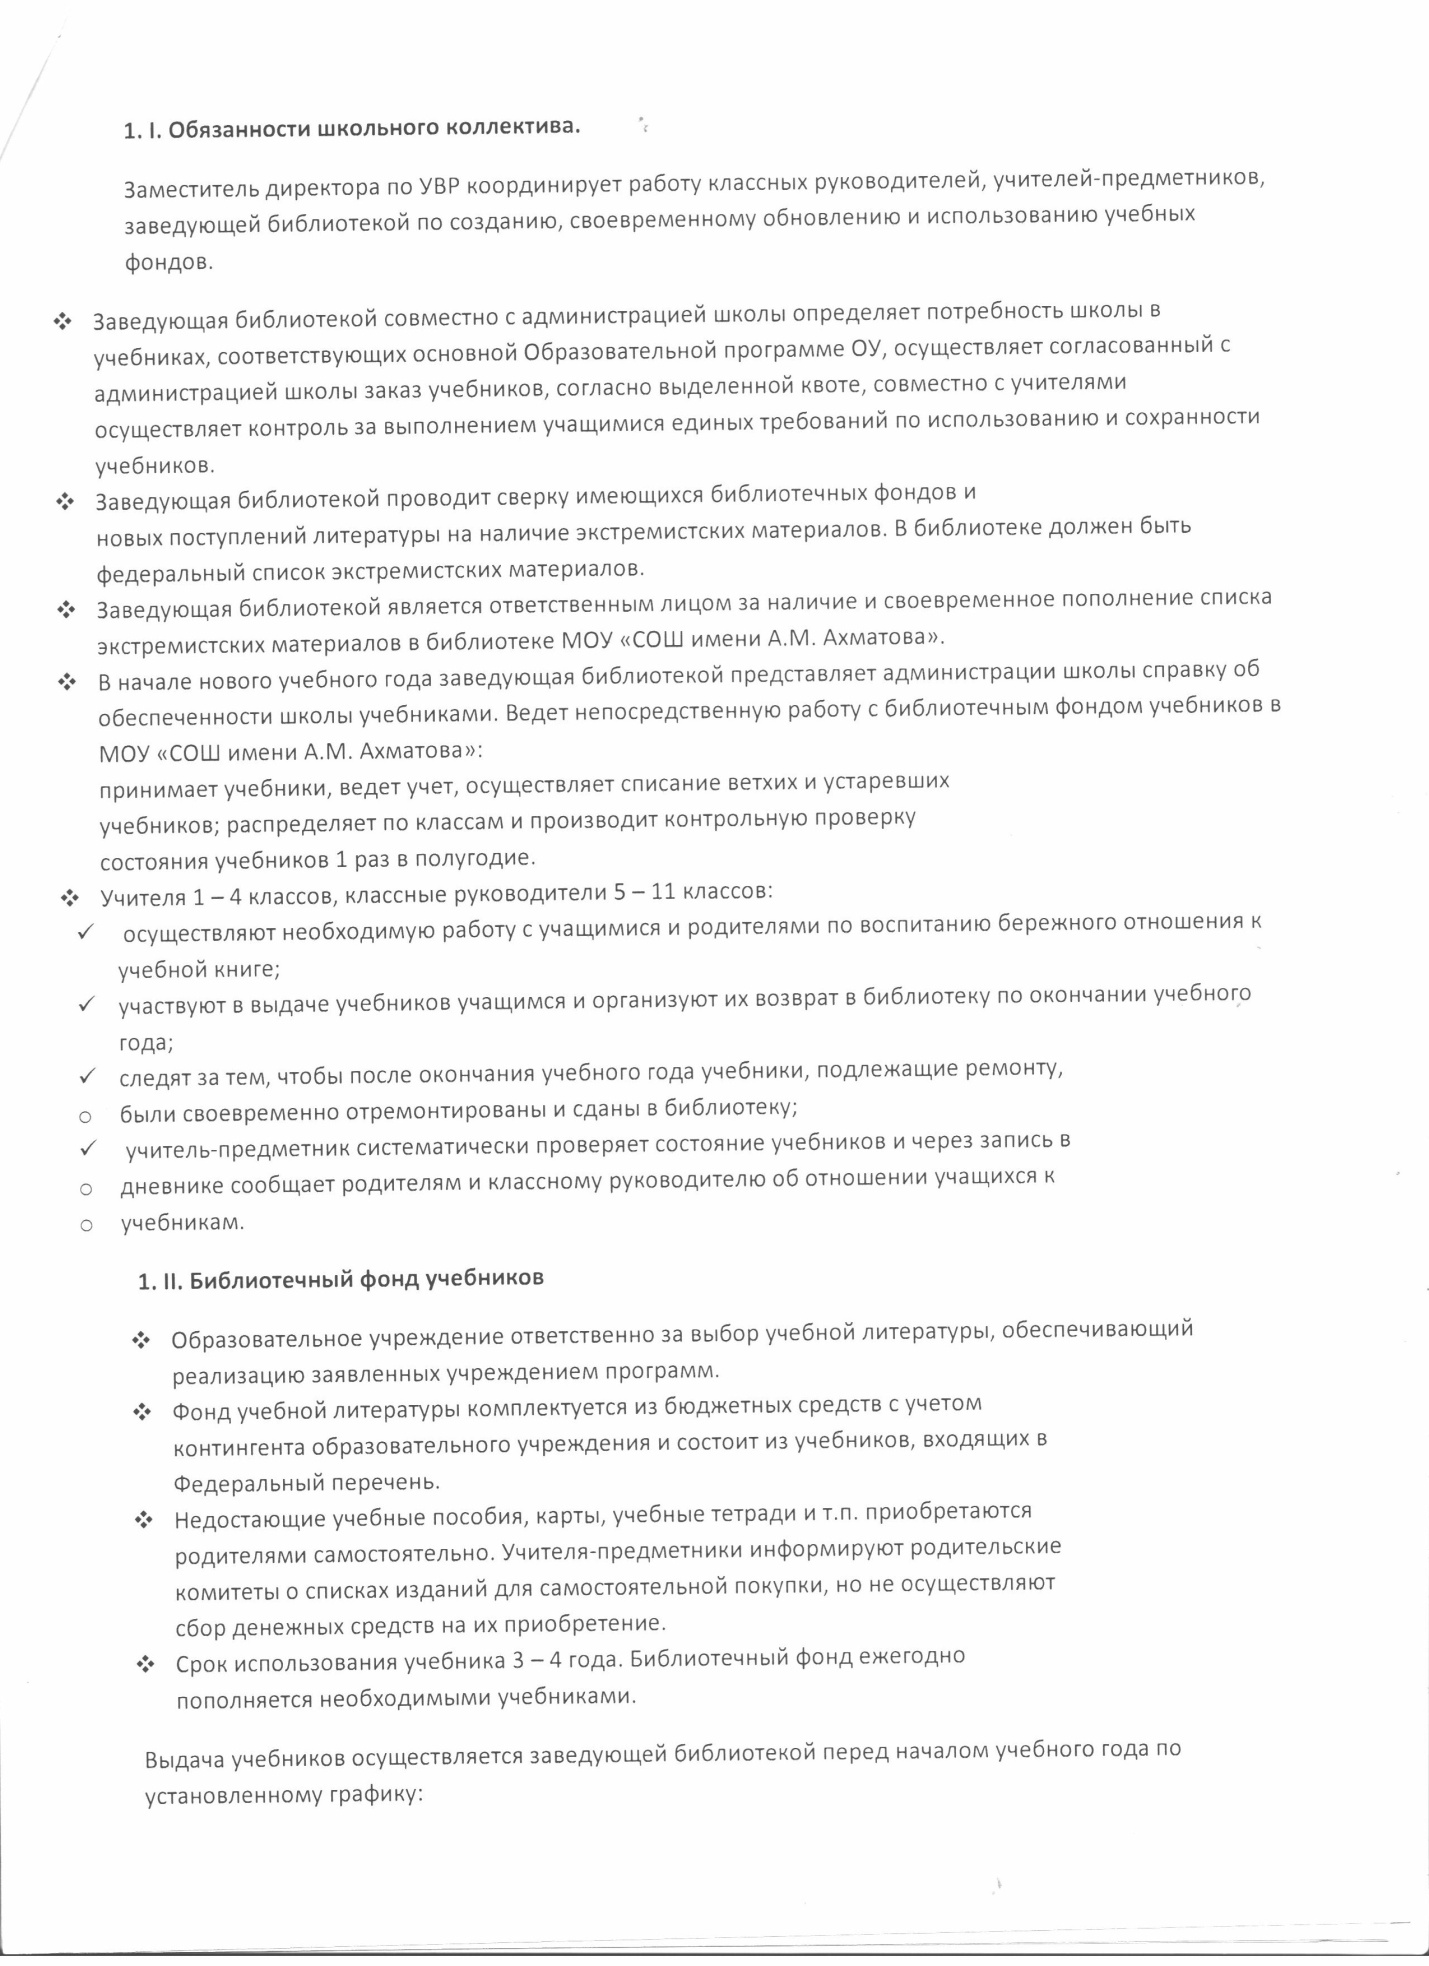 1. I. Обязанности школьного коллектива.
Заместитель директора по УВР координирует работу классных руководителей, учителей-предметников,
заведующей библиотекой по созданию, своевременному обновлению и использованию учебных
фондов.
❖ Заведующая библиотекой совместно с администрацией школы определяет потребность школы в
учебниках, соответствующих основной Образовательной программе ОУ, осуществляет согласованный с
администрацией школы заказ учебников, согласно выделенной квоте, совместно с учителями
осуществляет контроль за выполнением учащимися единых требований по использованию и сохранности
учебников.
❖ Заведующая библиотекой проводит сверку имеющихся библиотечных фондов и
новых поступлений литературы на наличие экстремистских материалов. В библиотеке должен быть
федеральный список экстремистских материалов.
❖ Заведующая библиотекой является ответственным лицом за наличие и своевременное пополнение списка
экстремистских материалов в библиотеке МОУ «СОШ имени А.М. Ахматова».
❖ В начале нового учебного года заведующая библиотекой представляет администрации школы справку об
обеспеченности школы учебниками. Ведет непосредственную работу с библиотечным фондом учебников в
МОУ «СОШ имени А.М. Ахматова»:
принимает учебники, ведет учет, осуществляет списание ветхих и устаревших
учебников; распределяет по классам и производит контрольную проверку
состояния учебников 1 раз в полугодие.
❖ Учителя 1 – 4 классов, классные руководители 5 – 11 классов:
✓ осуществляют необходимую работу с учащимися и родителями по воспитанию бережного отношения к
учебной книге;
✓ участвуют в выдаче учебников учащимся и организуют их возврат в библиотеку по окончании учебного
года;
✓ следят за тем, чтобы после окончания учебного года учебники, подлежащие ремонту,
○ были своевременно отремонтированы и сданы в библиотеку;
✓ учитель-предметник систематически проверяет состояние учебников и через запись в
○ дневнике сообщает родителям и классному руководителю об отношении учащихся к
○ учебникам.
1. II. Библиотечный фонд учебников
❖ Образовательное учреждение ответственно за выбор учебной литературы, обеспечивающий
реализацию заявленных учреждением программ.
❖ Фонд учебной литературы комплектуется из бюджетных средств с учетом
контингента образовательного учреждения и состоит из учебников, входящих в
Федеральный перечень.
❖ Недостающие учебные пособия, карты, учебные тетради и т.п. приобретаются
родителями самостоятельно. Учителя-предметники информируют родительские
комитеты о списках изданий для самостоятельной покупки, но не осуществляют
сбор денежных средств на их приобретение.
❖ Срок использования учебника 3 – 4 года. Библиотечный фонд ежегодно
пополняется необходимыми учебниками.
Выдача учебников осуществляется заведующей библиотекой перед началом учебного года по
установленному графику: